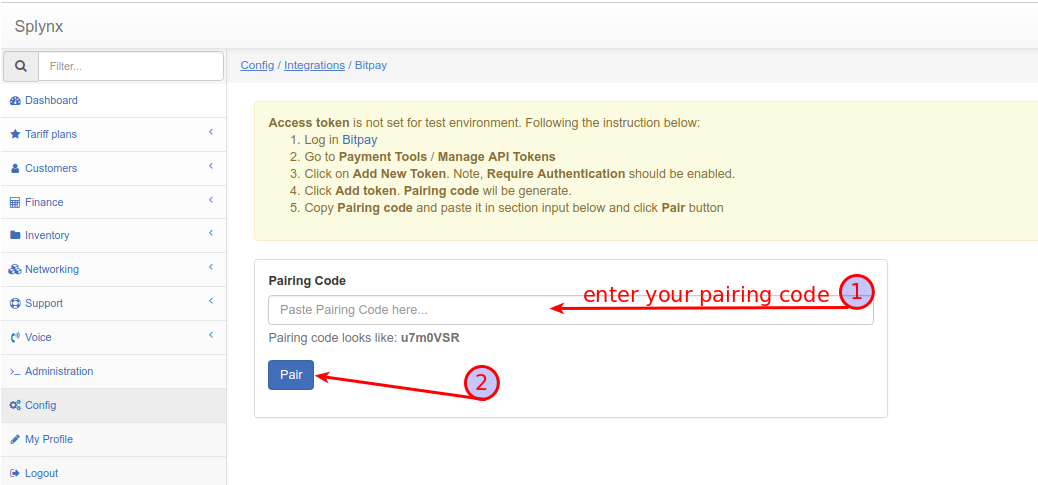 Splynx
Filter...
Config / Integrations / Bitpay
Dashboard
Tariff plans
Customers
Finance
Inventory
Networking
Support
Voice
Administration
Config
My Profile
Logout
Access token is not set for test environment. Following the instruction below:
1. Log in Bitpay
2. Go to Payment Tools / Manage API Tokens
3. Click on Add New Token. Note, Require Authentication should be enabled.
4. Click Add token. Pairing code wil be generate.
5. Copy Pairing code and paste it in section input below and click Pair button
Pairing Code
enter your pairing code 1
Paste Pairing Code here...
Pairing code looks like: u7m0VSR
Pair
2